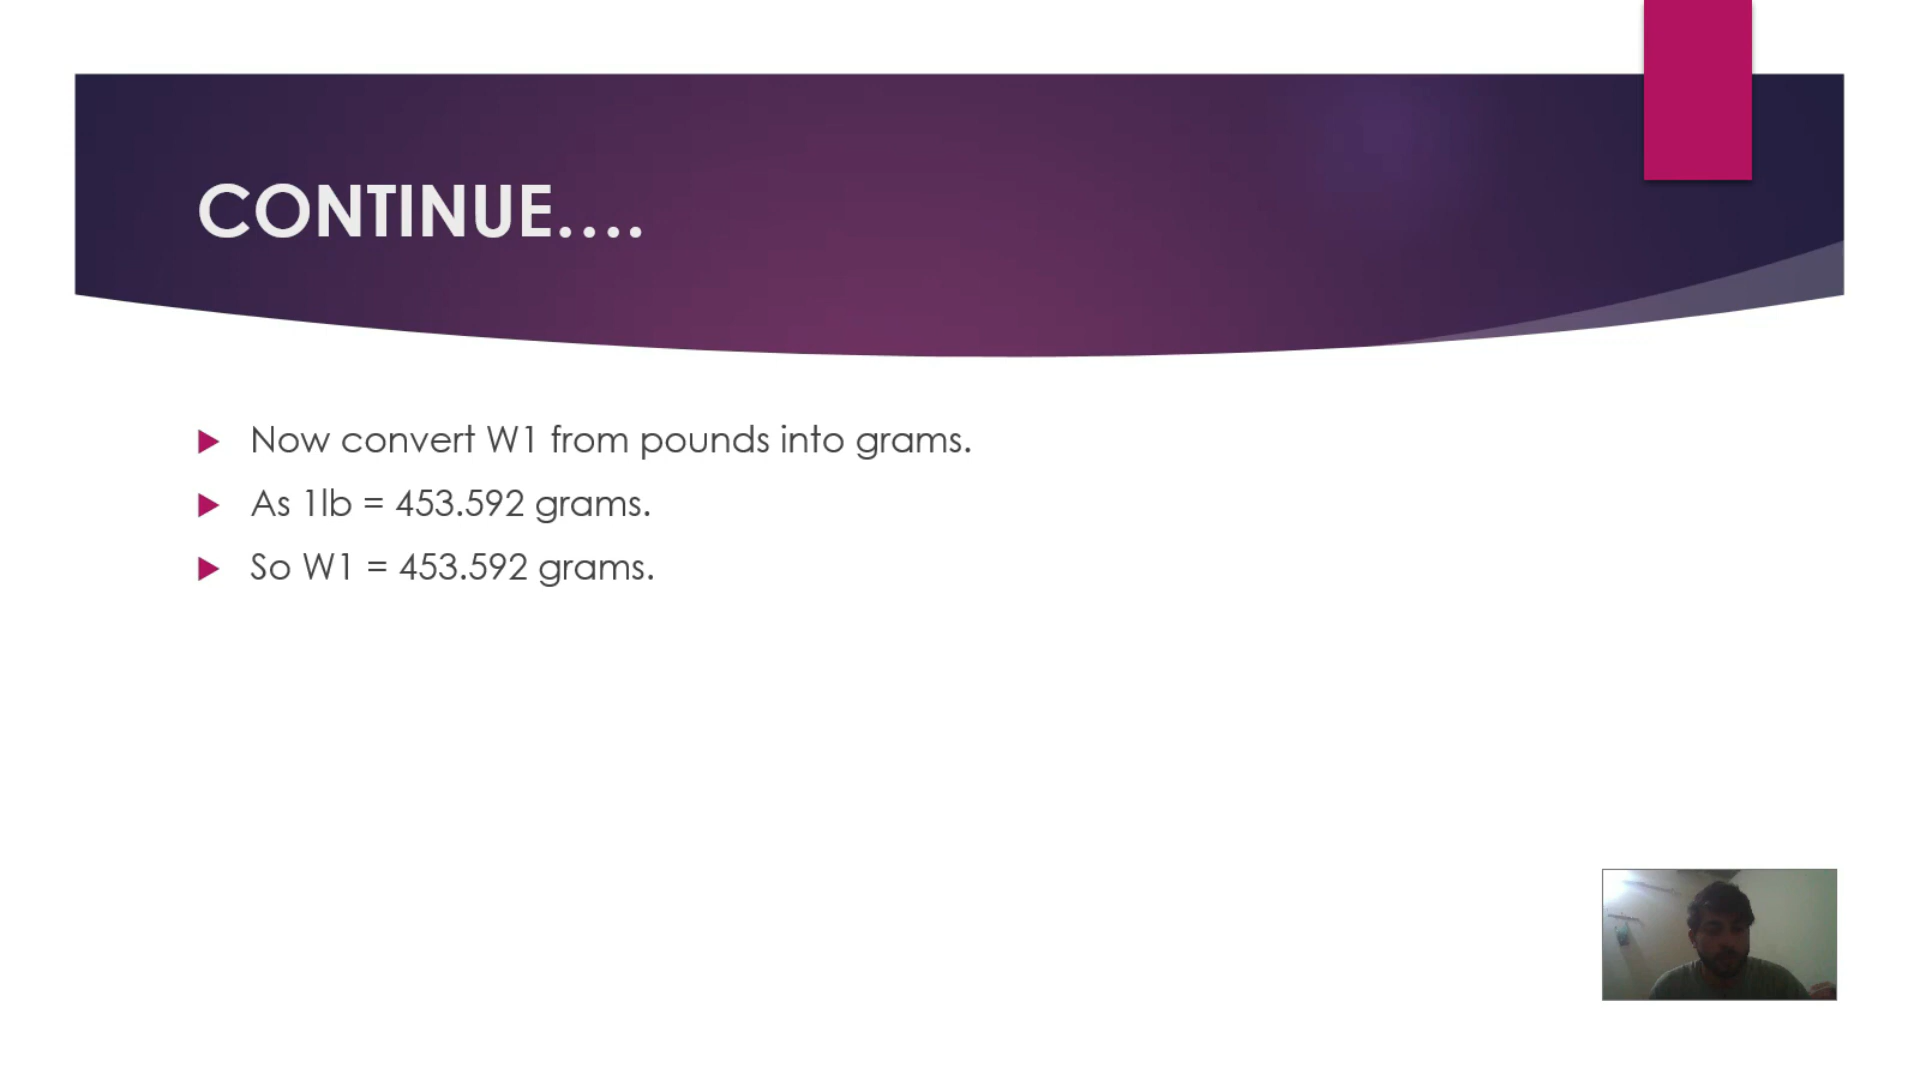 CONTINUE....
Now convert W1 from pounds into grams.
As 1lb = 453.592 grams.
So W1 = 453.592 grams.